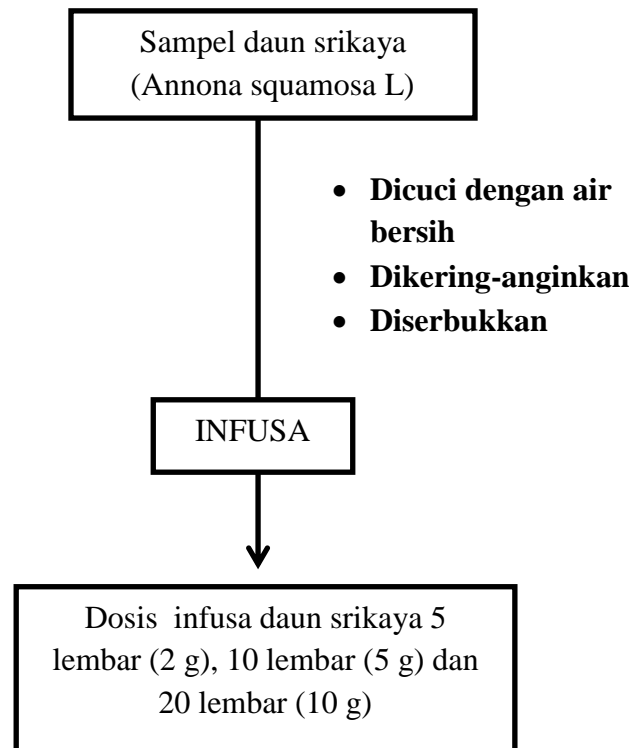 Sampel daun srikaya
(Annona squamosa L)
• Dicuci dengan air
bersih
• Dikering-anginkan
• Diserbukkan
INFUSA
Dosis infusa daun srikaya 5
lembar (2 g), 10 lembar (5 g) dan
20 lembar (10 g)